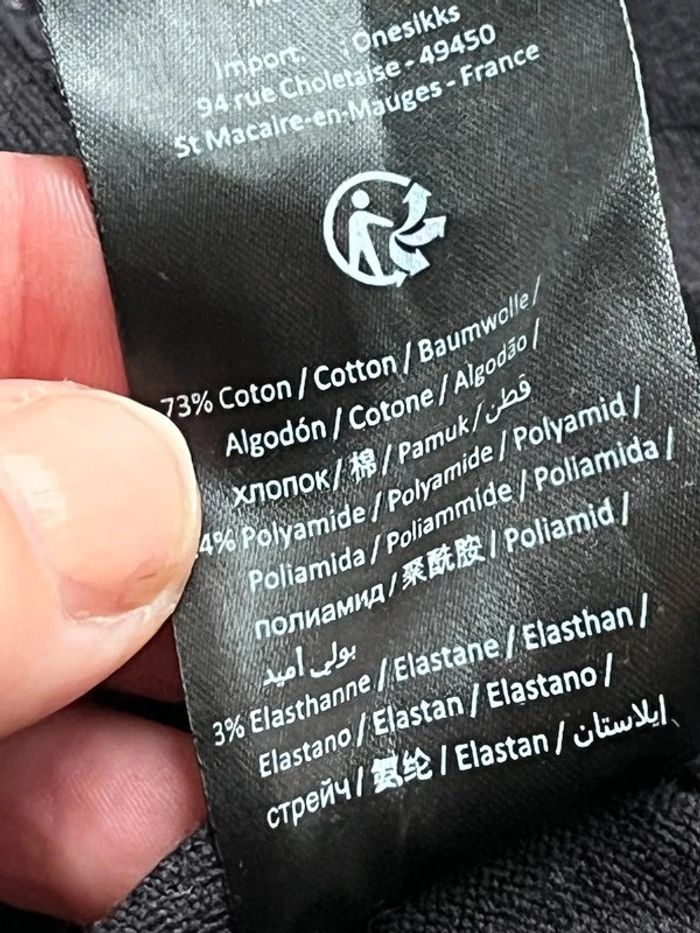 Import. : Onesikks
94 rue Choletaise - 49450
St Macaire-en-Mauges - France
73% Coton / Cotton / Baumwolle /
Algodón / Cotone / Algodão /
хлопок / 棉 / Pamuk / قطن
4% Polyamide / Polyamide / Polyamid /
Poliamida / Poliammide / Poliamida /
полиамид / 聚酰胺 / Poliamid /
بولي أميد
3% Elasthanne / Elastane / Elasthan /
Elastano / Elastan / Elastano /
стрейч / 氨纶 / Elastan / ايلاستان